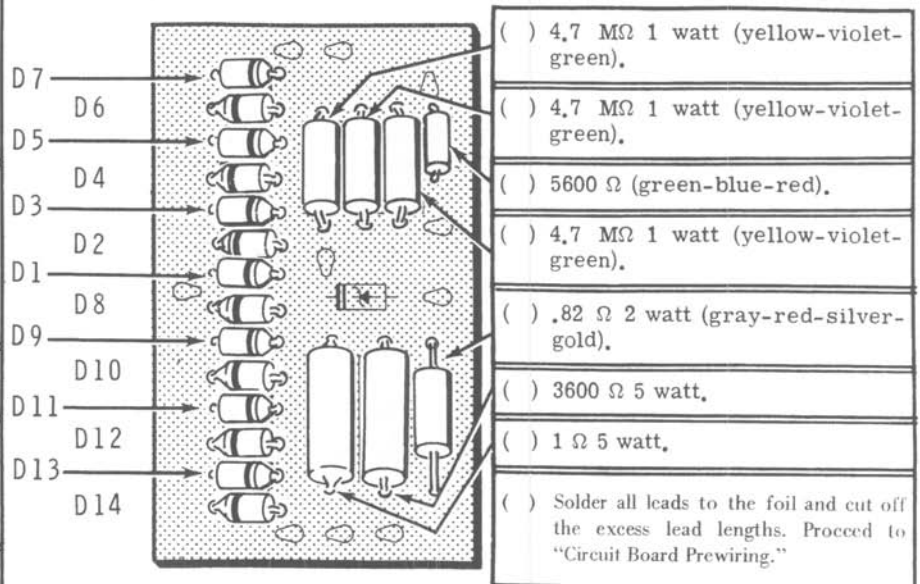 D7
D6
D5
D4
D3
D2
D1
D8
D9
D10
D11
D12
D13
D14
( ) 4.7 MΩ 1 watt (yellow-violet-
green).
( ) 4.7 MΩ 1 watt (yellow-violet-
green).
( ) 5600 Ω (green-blue-red).
( ) 4.7 MΩ 1 watt (yellow-violet-
green).
( ) .82 Ω 2 watt (gray-red-silver-
gold).
( ) 3600 Ω 5 watt.
( ) 1 Ω 5 watt.
( ) Solder all leads to the foil and cut off
the excess lead lengths. Proceed to
“Circuit Board Prewiring.”